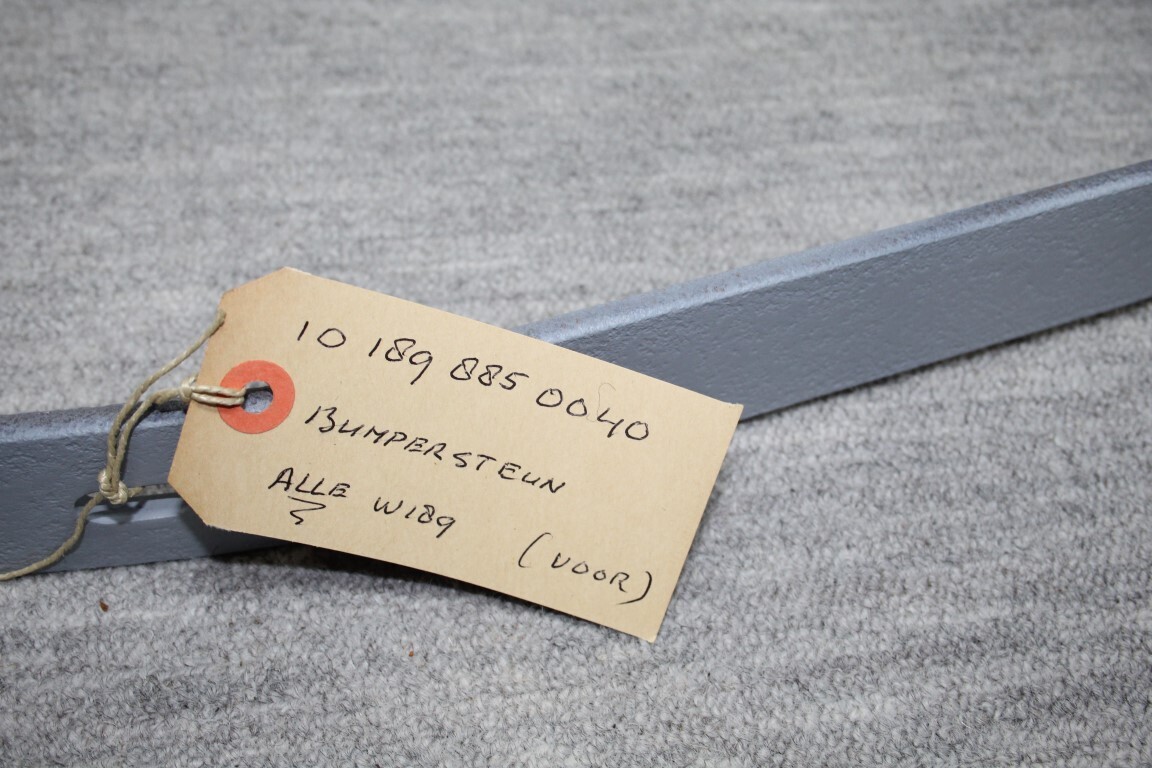 10 189 885 0040
BUMPERSTEUN
ALLE W189 (VOOR)